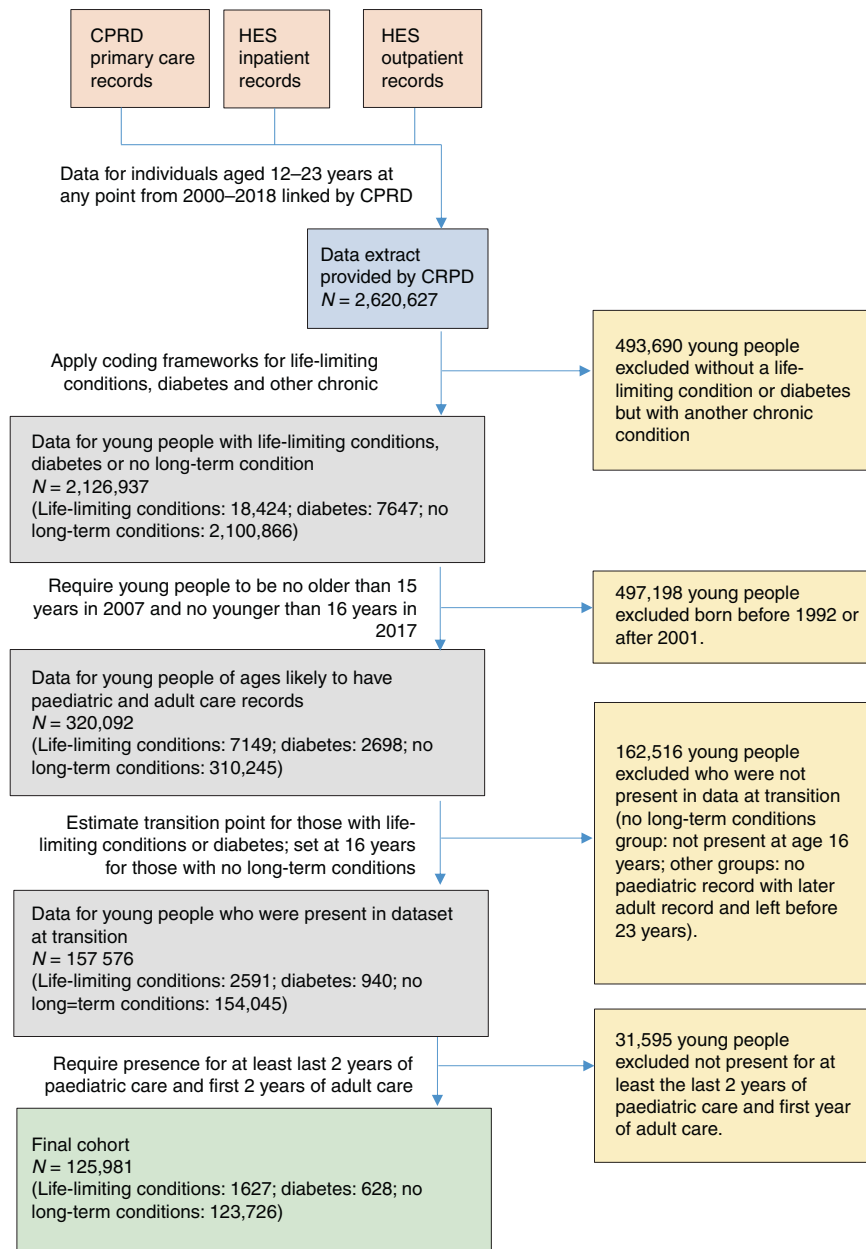 CPRD
primary care
records
HES
inpatient
records
HES
outpatient
records
Data for individuals aged 12–23 years at
any point from 2000–2018 linked by CPRD
Data extract
provided by CRPD
N = 2,620,627
Apply coding frameworks for life-limiting
conditions, diabetes and other chronic
493,690 young people
excluded without a life-
limiting condition or diabetes
but with another chronic
condition
Data for young people with life-limiting conditions,
diabetes or no long-term condition
N = 2,126,937
(Life-limiting conditions: 18,424; diabetes: 7647; no
long-term conditions: 2,100,866)
Require young people to be no older than 15
years in 2007 and no younger than 16 years in
2017
497,198 young people
excluded born before 1992 or
after 2001.
Data for young people of ages likely to have
paediatric and adult care records
N = 320,092
(Life-limiting conditions: 7149; diabetes: 2698; no
long-term conditions: 310,245)
Estimate transition point for those with life-
limiting conditions or diabetes; set at 16 years
for those with no long-term conditions
162,516 young people
excluded who were not
present in data at transition
(no long-term conditions
group: not present at age 16
years; other groups: no
paediatric record with later
adult record and left before
23 years).
Data for young people who were present in dataset
at transition
N = 157 576
(Life-limiting conditions: 2591; diabetes: 940; no
long=term conditions: 154,045)
Require presence for at least last 2 years of
paediatric care and first 2 years of adult care
31,595 young people
excluded not present for at
least the last 2 years of
paediatric care and first year
of adult care.
Final cohort
N = 125,981
(Life-limiting conditions: 1627; diabetes: 628; no
long-term conditions: 123,726)